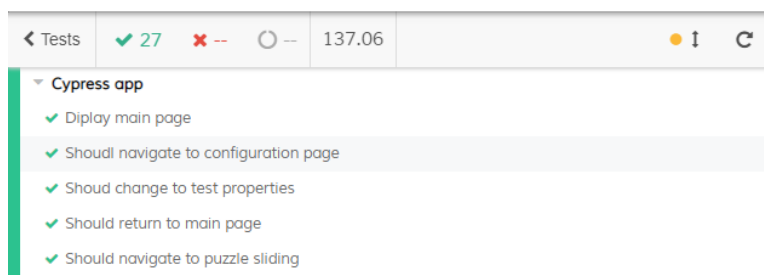 Tests 27 -- -- 137.06
Cypress app
Diplay main page
Shoudl navigate to configuration page
Shoud change to test properties
Should return to main page
Should navigate to puzzle sliding